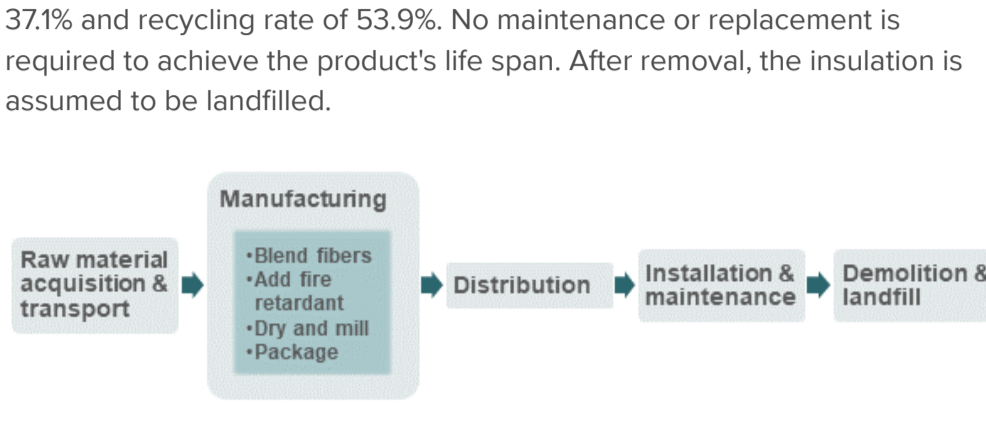 37.1% and recycling rate of 53.9%. No maintenance or replacement is
required to achieve the product's life span. After removal, the insulation is
assumed to be landfilled.
Raw material
acquisition &
transport
Manufacturing
•Blend fibers
•Add fire
retardant
•Dry and mill
•Package
Distribution
Installation &
maintenance
Demolition &
landfill